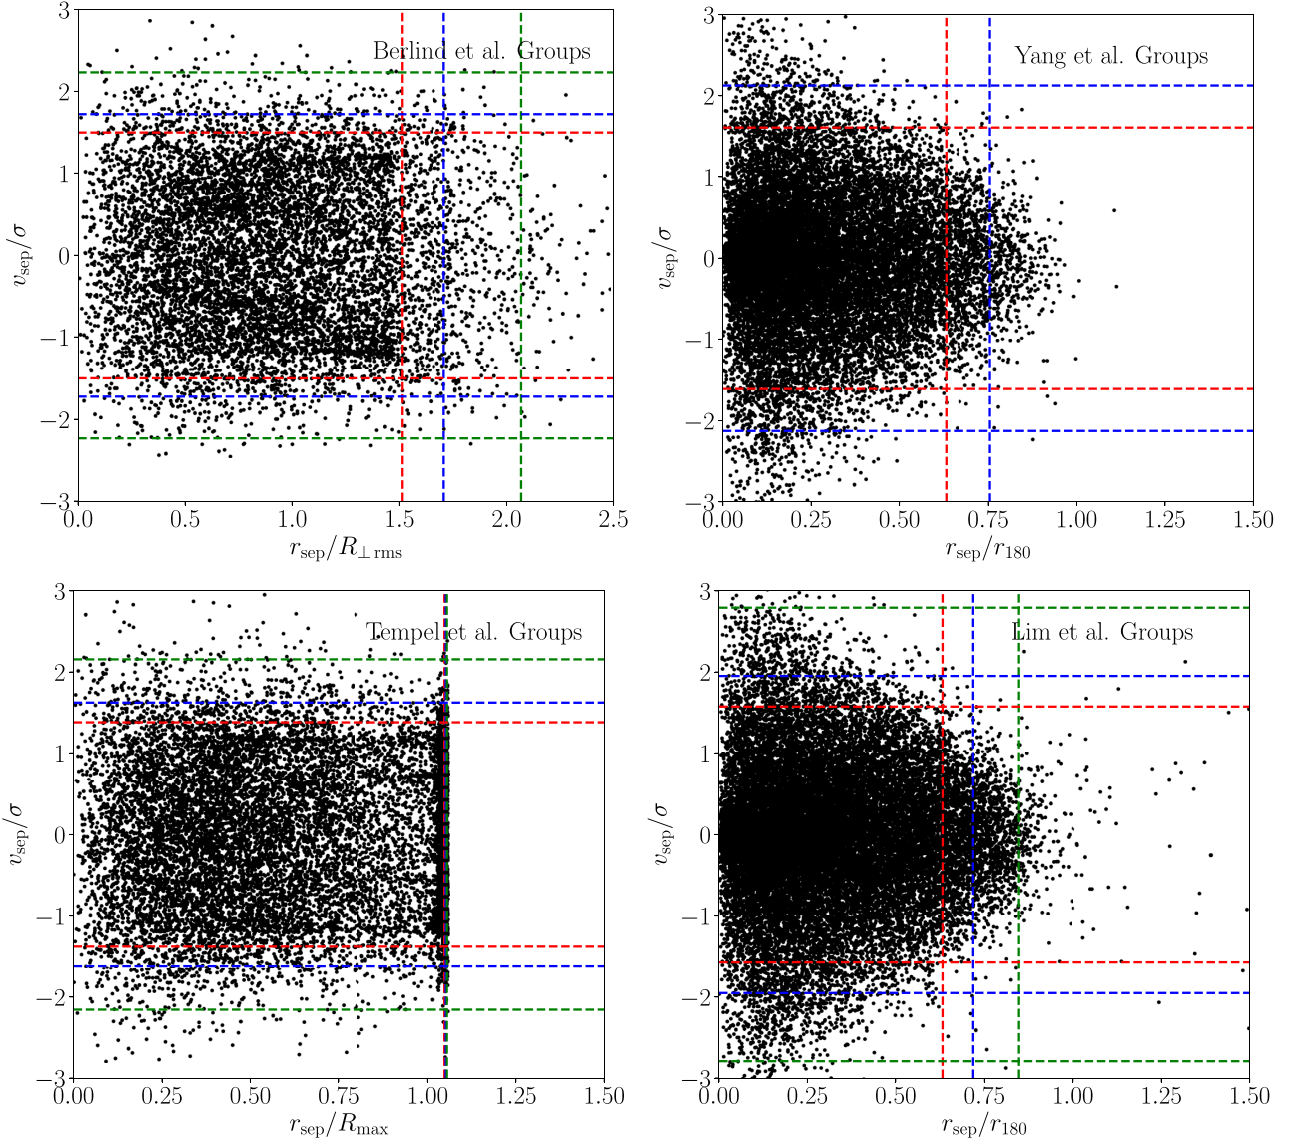 Berlind et al. Groups
3
2
1
0
−1
−2
−3
v_sep/σ
0.0 0.5 1.0 1.5 2.0 2.5
r_sep/R_⊥ rms
Yang et al. Groups
3
2
1
0
−1
−2
−3
v_sep/σ
0.00 0.25 0.50 0.75 1.00 1.25 1.50
r_sep/r_180
Tempel et al. Groups
3
2
1
0
−1
−2
−3
v_sep/σ
0.00 0.25 0.50 0.75 1.00 1.25 1.50
r_sep/R_max
Lim et al. Groups
3
2
1
0
−1
−2
−3
v_sep/σ
0.00 0.25 0.50 0.75 1.00 1.25 1.50
r_sep/r_180